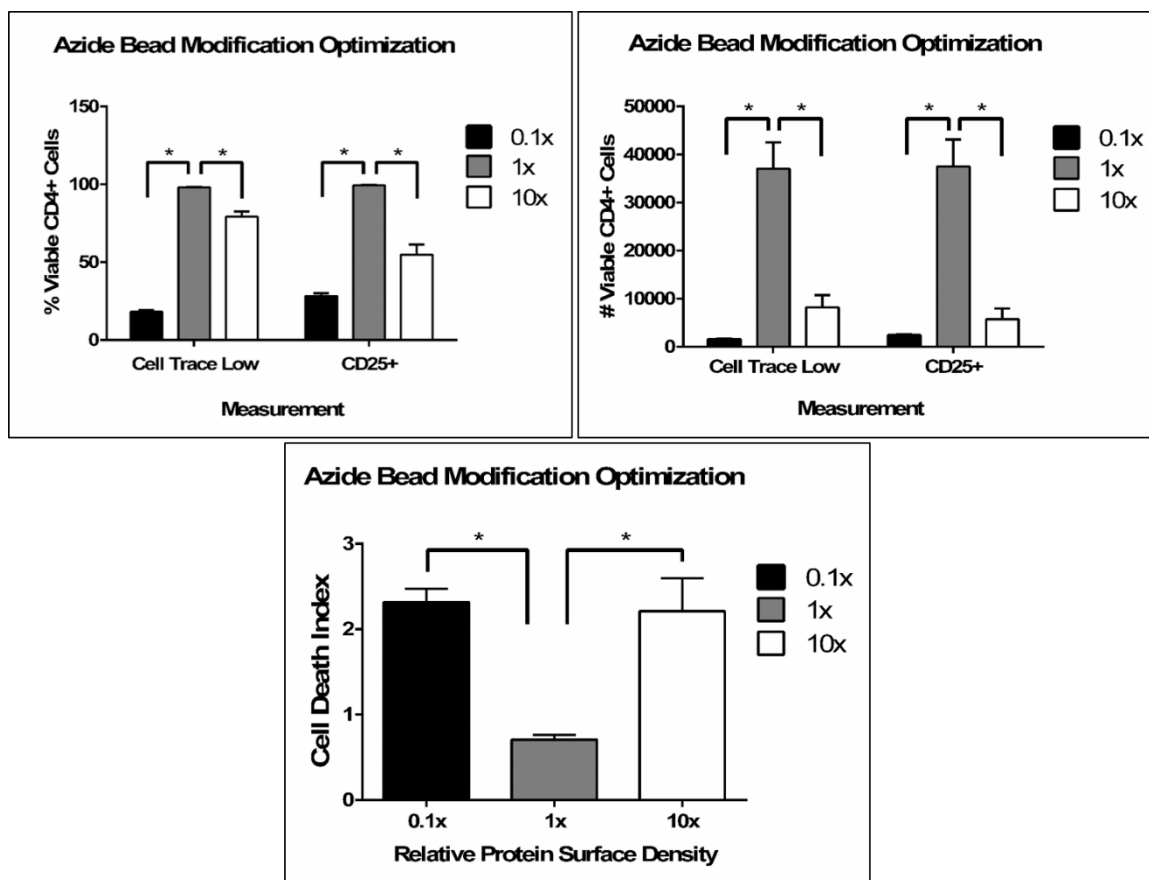 Azide Bead Modification Optimization
% Viable CD4+ Cells
150
100
50
0
* * * *
Cell Trace Low CD25+
Measurement
0.1x
1x
10x
Azide Bead Modification Optimization
# Viable CD4+ Cells
50000
40000
30000
20000
10000
0
* * * *
Cell Trace Low CD25+
Measurement
0.1x
1x
10x
Azide Bead Modification Optimization
Cell Death Index
3
2
1
0
* *
0.1x 1x 10x
Relative Protein Surface Density
0.1x
1x
10x